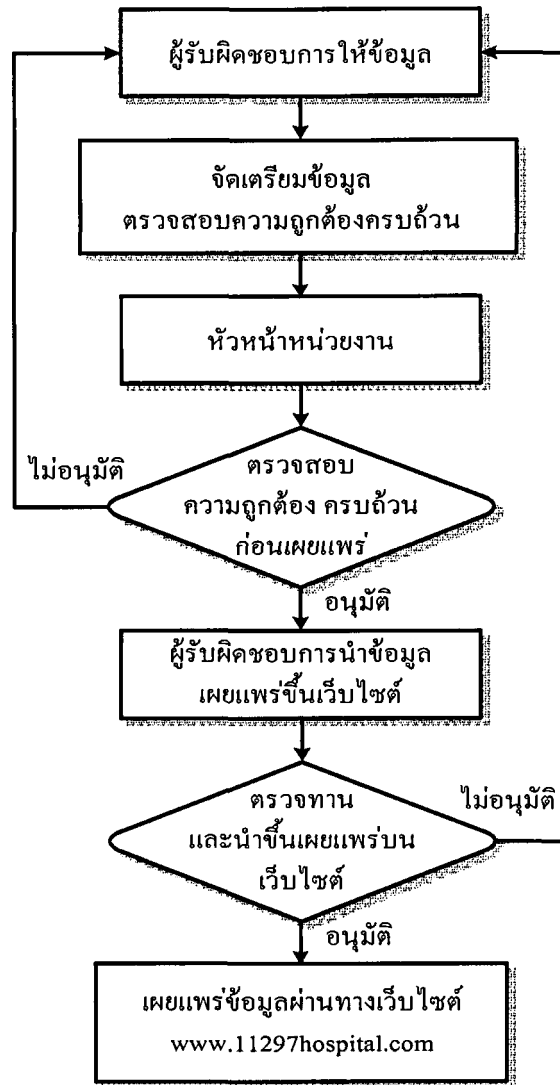 ผู้รับผิดชอบการให้ข้อมูล
จัดเตรียมข้อมูล
ตรวจสอบความถูกต้องครบถ้วน
หัวหน้าหน่วยงาน
ไม่อนุมัติ
ตรวจสอบ
ความถูกต้อง ครบถ้วน
ก่อนเผยแพร่
อนุมัติ
ผู้รับผิดชอบการนำข้อมูล
เผยแพร่ขึ้นเว็บไซต์
ตรวจทาน
และนำขึ้นเผยแพร่บน
เว็บไซต์
ไม่อนุมัติ
อนุมัติ
เผยแพร่ข้อมูลผ่านทางเว็บไซต์
www.11297hospital.com